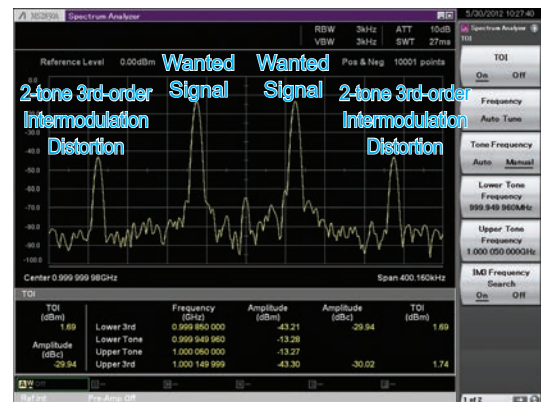 MS2830A Spectrum Analyzer 5/30/2012 10:27:40
RBW 3kHz ATT 10dB
VBW 3kHz SWT 27ms
Spectrum Analyzer
TOI
Reference Level 0.00dBm Pos & Neg 10001 points
Wanted Signal
Wanted Signal
2-tone 3rd-order Intermodulation Distortion
2-tone 3rd-order Intermodulation Distortion
0.0
-40.0
-50.0
-60.0
-70.0
-80.0
-90.0
-100.0
Center 0.999 999 98GHz Span 400.160kHz
TOI
TOI (dBm) Frequency (GHz) Amplitude (dBm) Amplitude (dBc) TOI (dBm)
1.69 Lower 3rd 0.999 850 000 -43.21 -29.94 1.69
Amplitude (dBc) Lower Tone 0.999 949 960 -13.28
Upper Tone 1.000 050 000 -13.27
-29.94 Upper 3rd 1.000 149 999 -43.30 -30.02 1.74
Ref.Int Pre-Amp Off
TOI
On Off
Frequency
Auto Tune
Tone Frequency
Auto Manual
Lower Tone
Frequency
999.949 960MHz
Upper Tone
Frequency
1.000 050 000GHz
IMD Frequency
Search
On Off
1 of 2